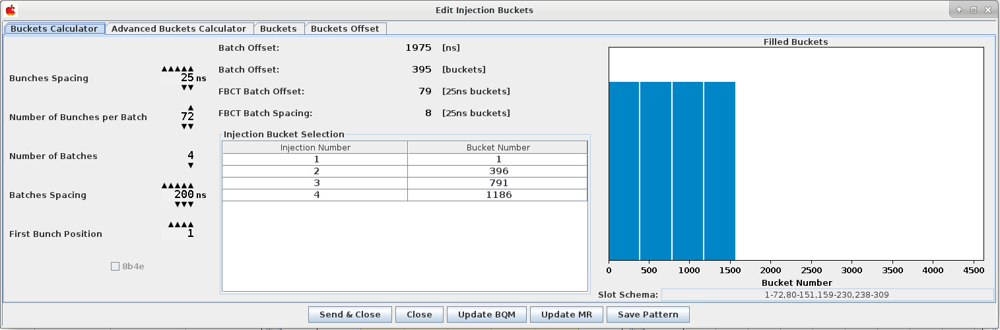 Edit Injection Buckets
Buckets Calculator
Advanced Buckets Calculator
Buckets
Buckets Offset
Bunches Spacing 25 ns
Number of Bunches per Batch 72
Number of Batches 4
Batches Spacing 200 ns
First Bunch Position 1
8b4e
Batch Offset: 1975 [ns]
Batch Offset: 395 [buckets]
FBCT Batch Offset: 79 [25ns buckets]
FBCT Batch Spacing: 8 [25ns buckets]
Injection Bucket Selection
Injection Number Bucket Number
1 1
2 396
3 791
4 1186
Filled Buckets
0 500 1000 1500 2000 2500 3000 3500 4000 4500
Bucket Number
Slot Schema: 1-72,80-151,159-230,238-309
Send & Close
Close
Update BQM
Update MR
Save Pattern